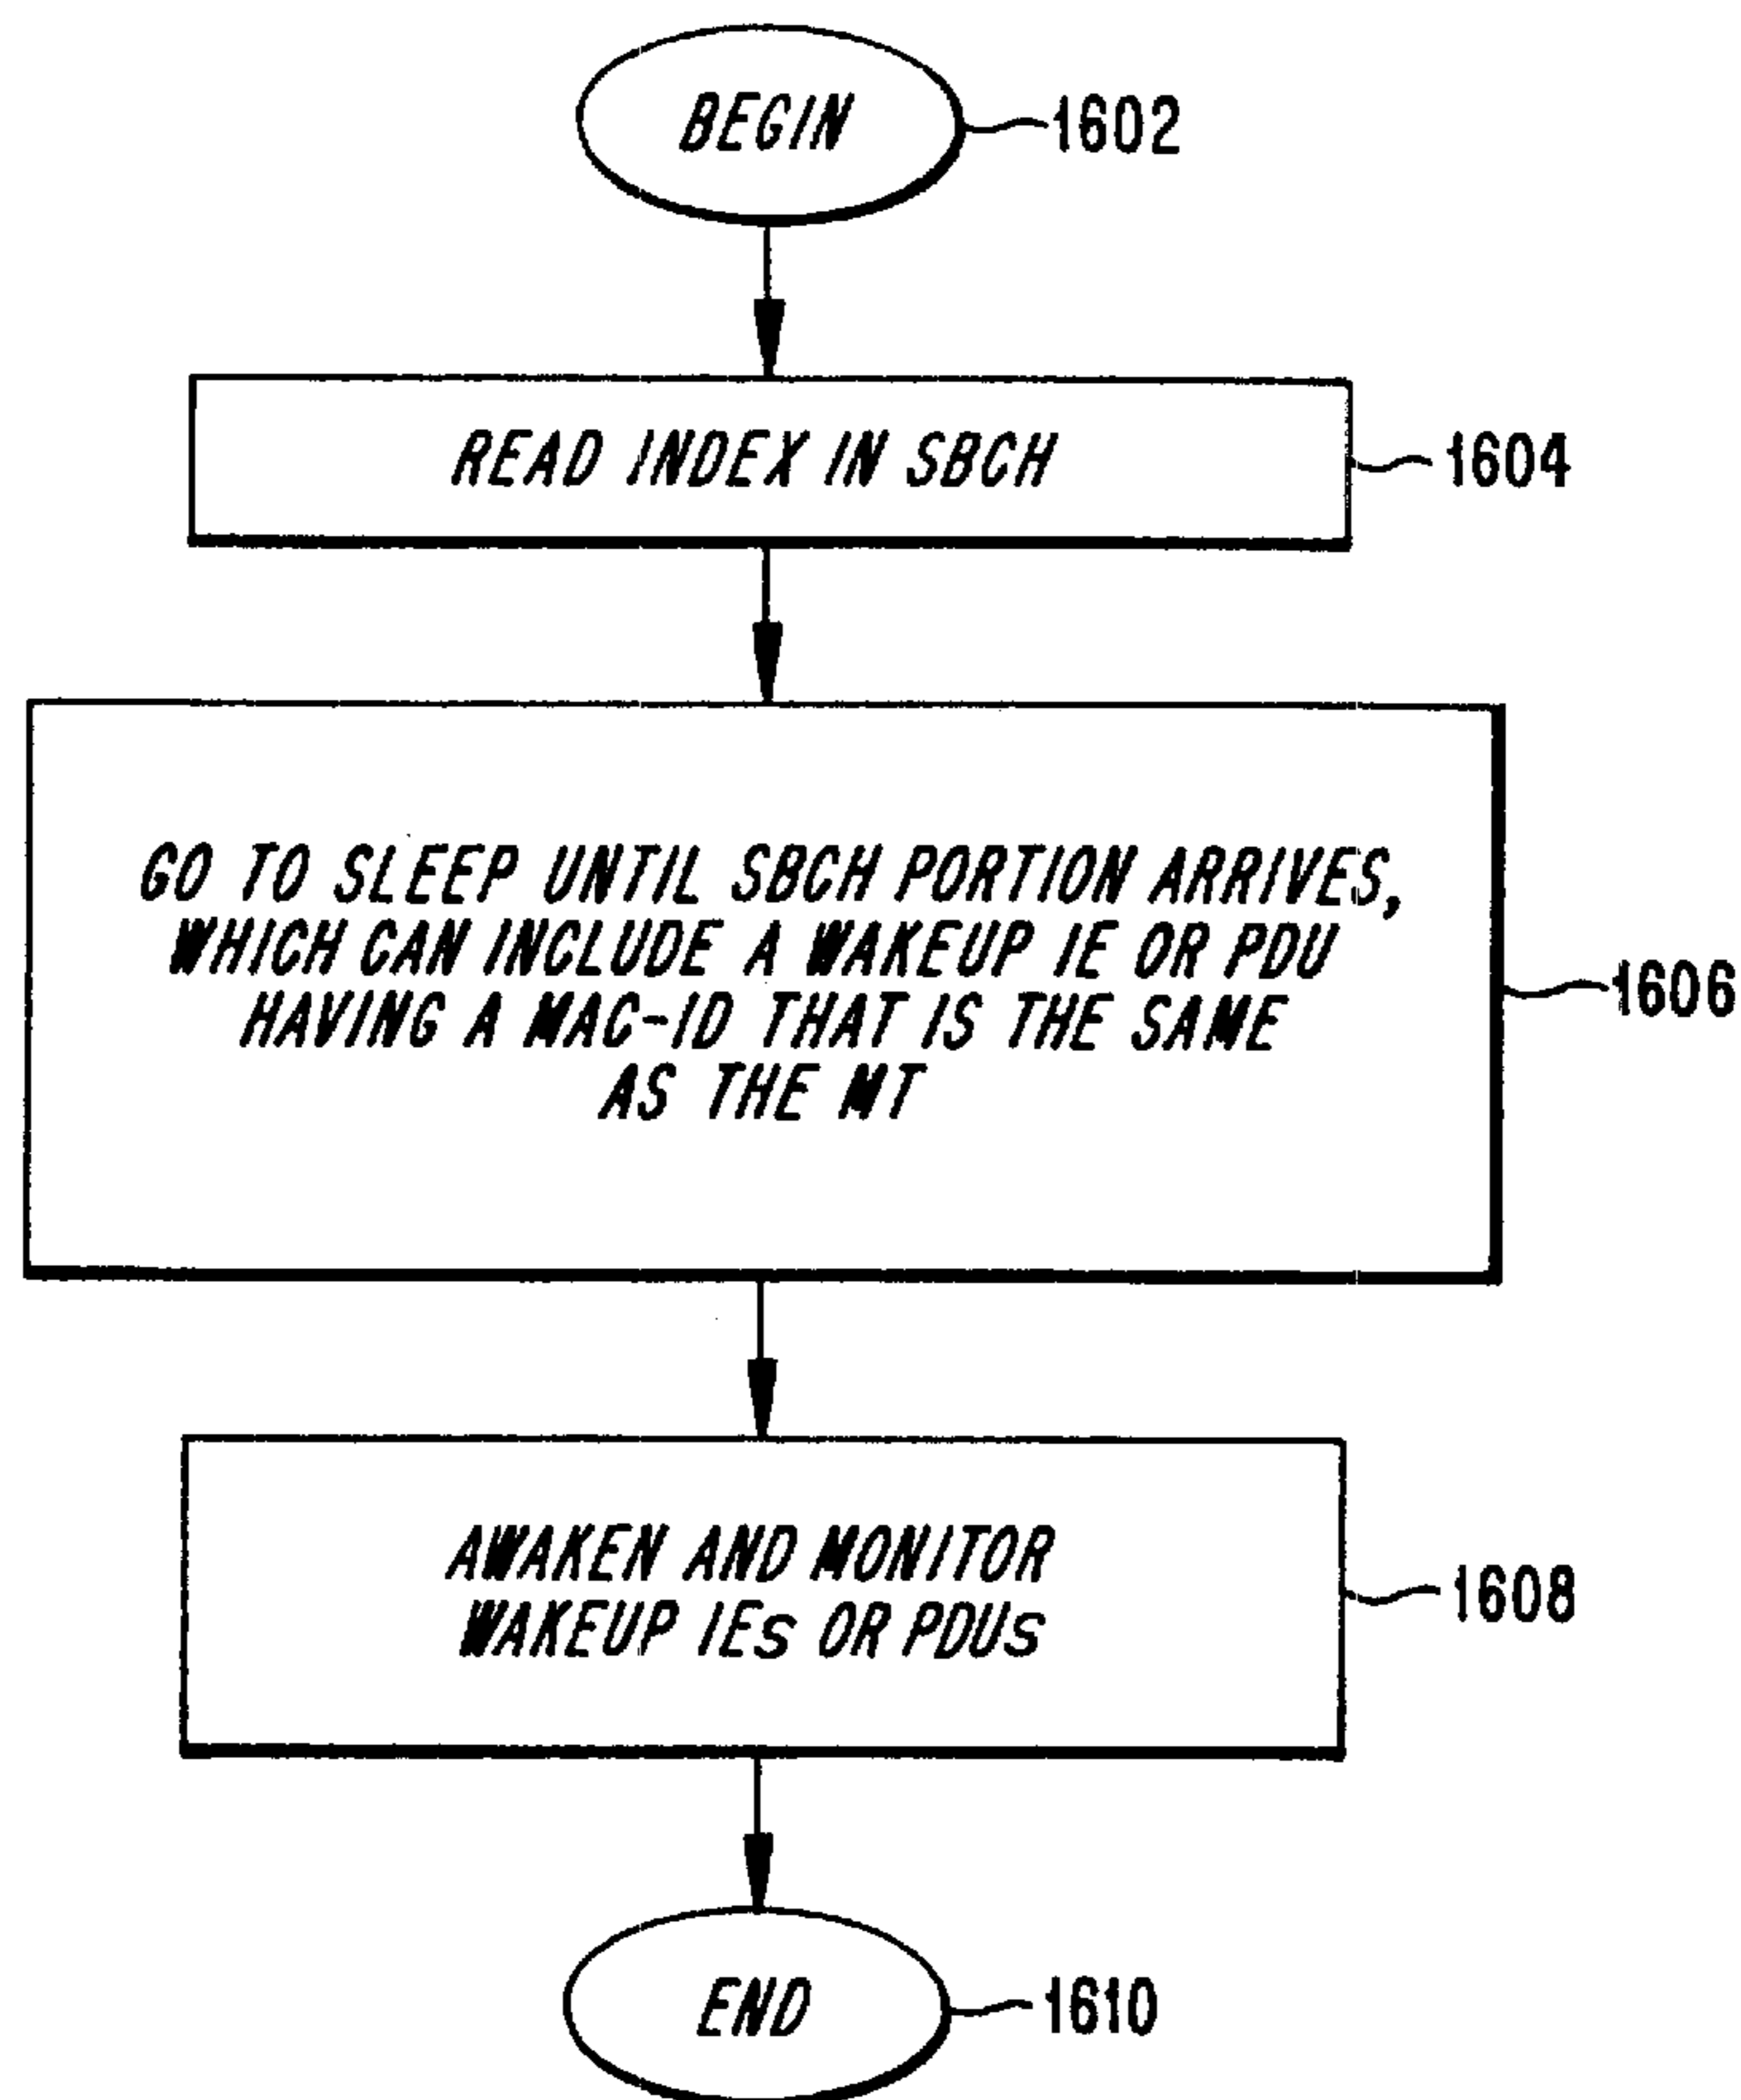 BEGIN
1602
READ INDEX IN SBCH
1604
GO TO SLEEP UNTIL SBCH PORTION ARRIVES,
WHICH CAN INCLUDE A WAKEUP IE OR PDU
HAVING A MAC-ID THAT IS THE SAME
AS THE MT
1606
AWAKEN AND MONITOR
WAKEUP IEs OR PDUs
1608
END
1610